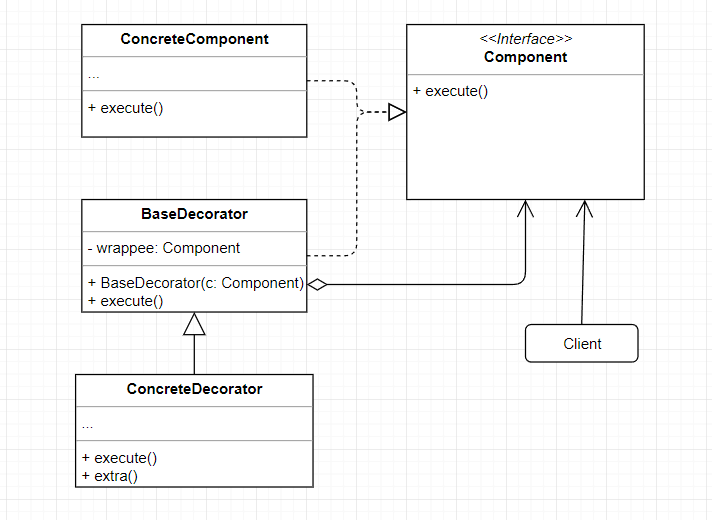 ConcreteComponent
...
+ execute()
<<Interface>>
Component
+ execute()
BaseDecorator
- wrappee: Component
+ BaseDecorator(c: Component)
+ execute()
Client
ConcreteDecorator
...
+ execute()
+ extra()